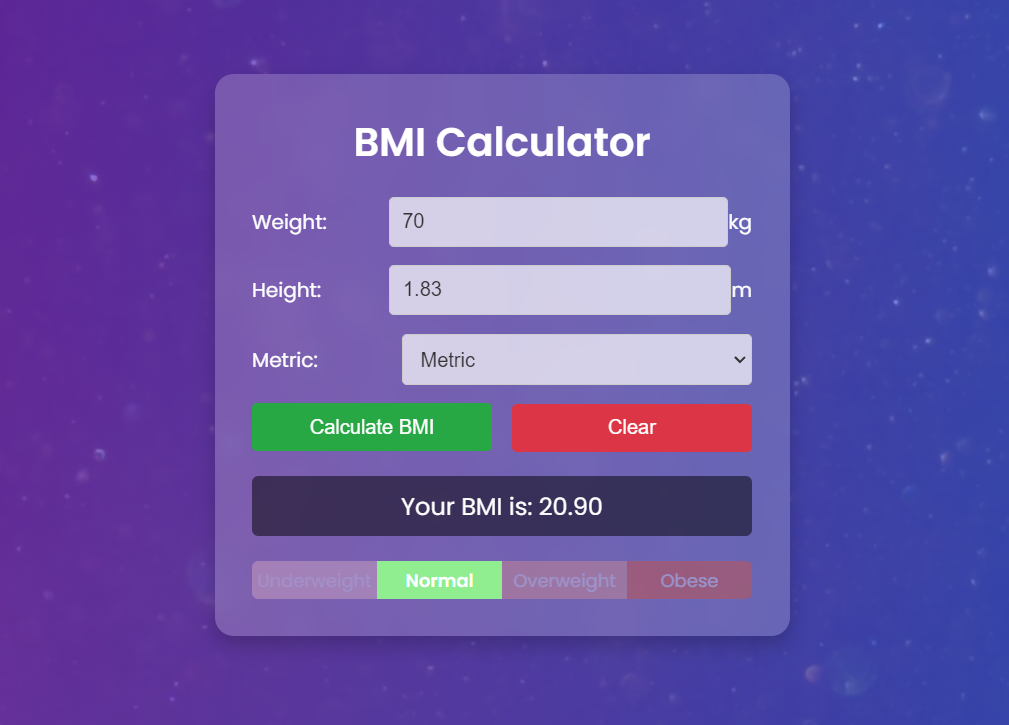 BMI Calculator
Weight: 70 kg
Height: 1.83 m
Metric: Metric
Calculate BMI Clear
Your BMI is: 20.90
Underweight Normal Overweight Obese